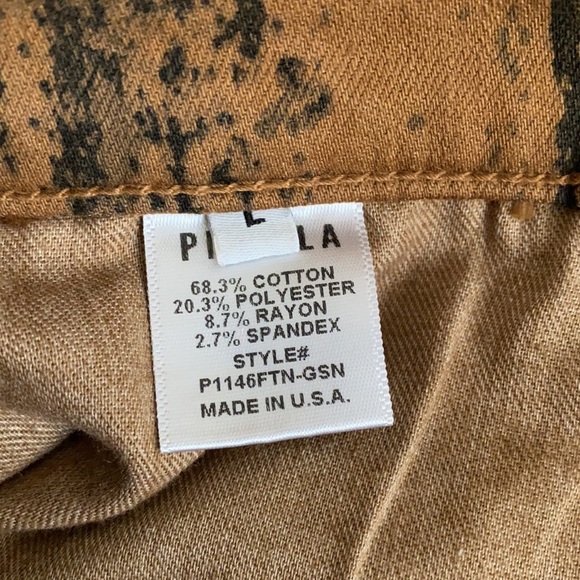 L
68.3% COTTON
20.3% POLYESTER
8.7% RAYON
2.7% SPANDEX
STYLE#
P1146FTN-GSN
MADE IN U.S.A.